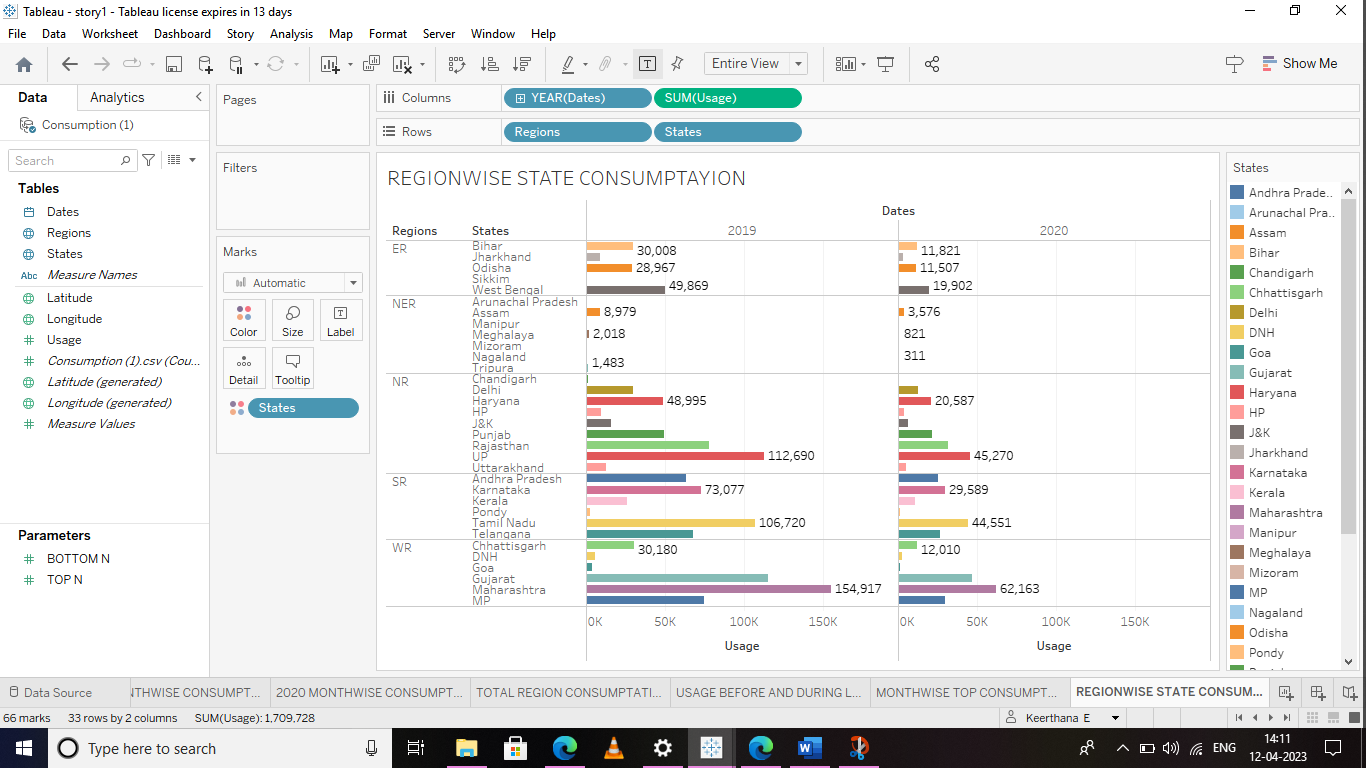 Tableau - story1 - Tableau license expires in 13 days
File Data Worksheet Dashboard Story Analysis Map Format Server Window Help
Entire View Show Me
Data Analytics
Consumption (1)
Search
Tables
Dates
Regions
States
Abc Measure Names
Latitude
Longitude
Usage
Consumption (1).csv (Cou...
Latitude (generated)
Longitude (generated)
Measure Values
Parameters
BOTTOM N
TOP N
Pages
Filters
Marks
Automatic
Color Size Label
Detail Tooltip
States
Columns YEAR(Dates) SUM(Usage)
Rows Regions States
REGIONWISE STATE CONSUMPTAYION
Dates
Regions States 2019 2020
ER Bihar 30,008 11,821
Jharkhand
Odisha 28,967 11,507
Sikkim
West Bengal 49,869 19,902
NER Arunachal Pradesh
Assam 8,979 3,576
Manipur
Meghalaya 2,018 821
Mizoram
Nagaland 311
Tripura 1,483
NR Chandigarh
Delhi
Haryana 48,995 20,587
HP
J&K
Punjab
Rajasthan
UP 112,690 45,270
Uttarakhand
SR Andhra Pradesh
Karnataka 73,077 29,589
Kerala
Pondy
Tamil Nadu 106,720 44,551
Telangana
WR Chhattisgarh 30,180 12,010
DNH
Goa
Gujarat
Maharashtra 154,917 62,163
MP
0K 50K 100K 150K 0K 50K 100K 150K
Usage Usage
States
Andhra Prade..
Arunachal Pra..
Assam
Bihar
Chandigarh
Chhattisgarh
Delhi
DNH
Goa
Gujarat
Haryana
HP
J&K
Jharkhand
Karnataka
Kerala
Maharashtra
Manipur
Meghalaya
Mizoram
MP
Nagaland
Odisha
Pondy
Data Source NTHWISE CONSUMPT... 2020 MONTHWISE CONSUMPT... TOTAL REGION CONSUMPTATI... USAGE BEFORE AND DURING L... MONTHWISE TOP CONSUMPT... REGIONWISE STATE CONSUM...
66 marks 33 rows by 2 columns SUM(Usage): 1,709,728 Keerthana E
Type here to search ENG 14:11
12-04-2023